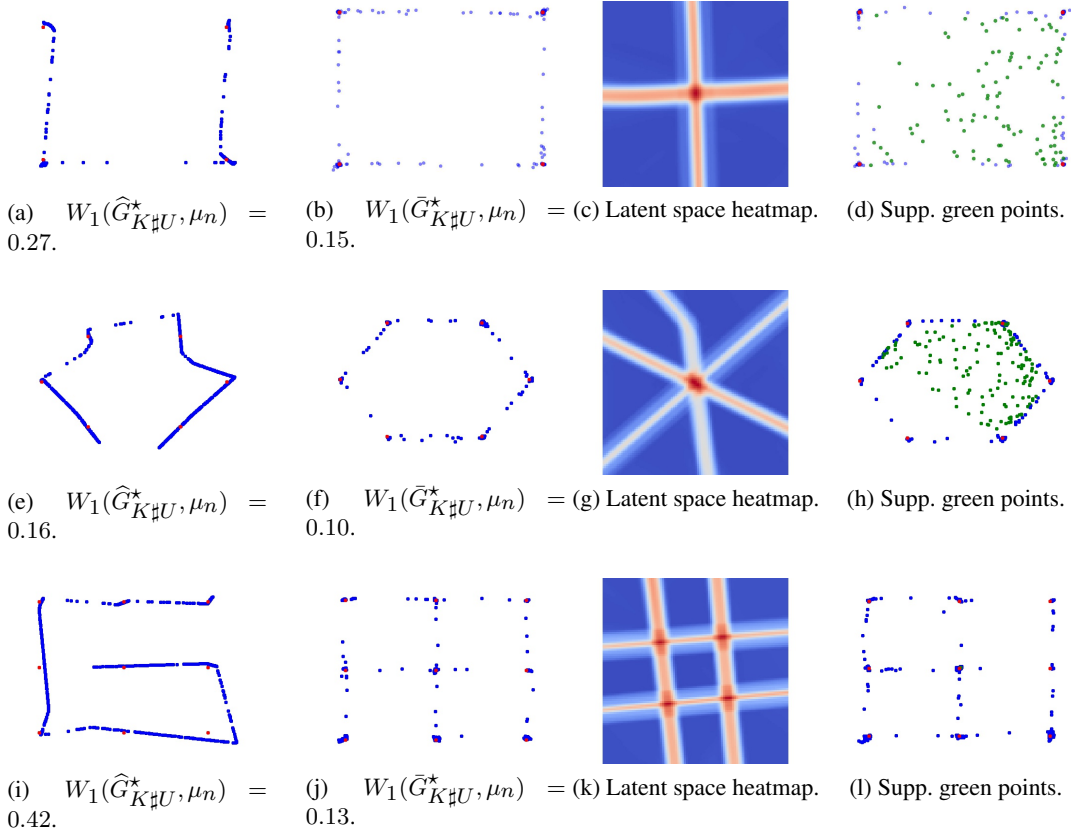 (a) $W_1(\widehat{G}^\star_{K\sharp U}, \mu_n)$ =
0.27.
(b) $W_1(\bar{G}^\star_{K\sharp U}, \mu_n)$ =
0.15.
(c) Latent space heatmap.
(d) Supp. green points.
(e) $W_1(\widehat{G}^\star_{K\sharp U}, \mu_n)$ =
0.16.
(f) $W_1(\bar{G}^\star_{K\sharp U}, \mu_n)$ =
0.10.
(g) Latent space heatmap.
(h) Supp. green points.
(i) $W_1(\widehat{G}^\star_{K\sharp U}, \mu_n)$ =
0.42.
(j) $W_1(\bar{G}^\star_{K\sharp U}, \mu_n)$ =
0.13.
(k) Latent space heatmap.
(l) Supp. green points.